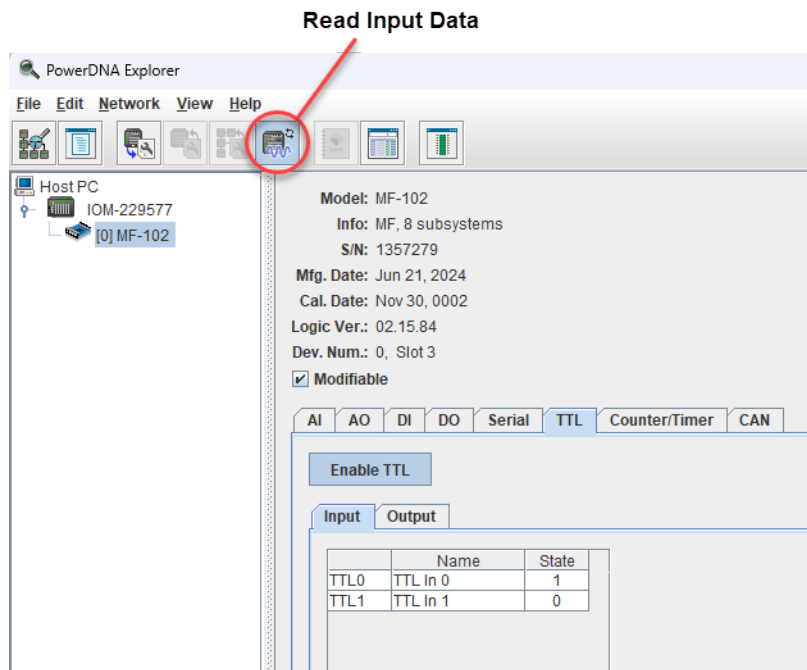 Read Input Data
PowerDNA Explorer
File Edit Network View Help
Host PC
IOM-229577
[0] MF-102
Model: MF-102
Info: MF, 8 subsystems
S/N: 1357279
Mfg. Date: Jun 21, 2024
Cal. Date: Nov 30, 0002
Logic Ver.: 02.15.84
Dev. Num.: 0, Slot 3
Modifiable
AI AO DI DO Serial TTL Counter/Timer CAN
Enable TTL
Input Output
Name State
TTL0 TTL In 0 1
TTL1 TTL In 1 0